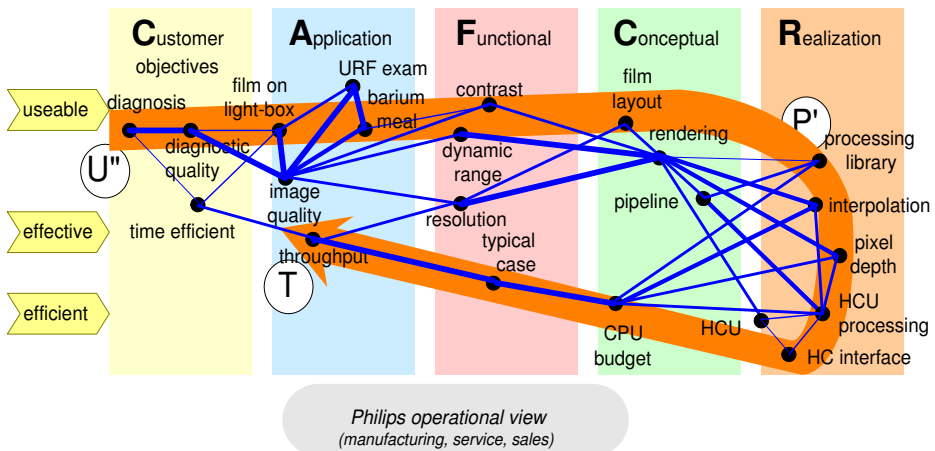 Customer
objectives
Application
Functional
Conceptual
Realization
useable
effective
efficient
diagnosis
diagnostic
quality
time efficient
film on
light-box
URF exam
barium
meal
image
quality
throughput
contrast
dynamic
range
resolution
typical
case
film
layout
rendering
pipeline
CPU
budget
HCU
processing
library
interpolation
pixel
depth
HCU
processing
HC interface
U"
T
P'
Philips operational view
(manufacturing, service, sales)